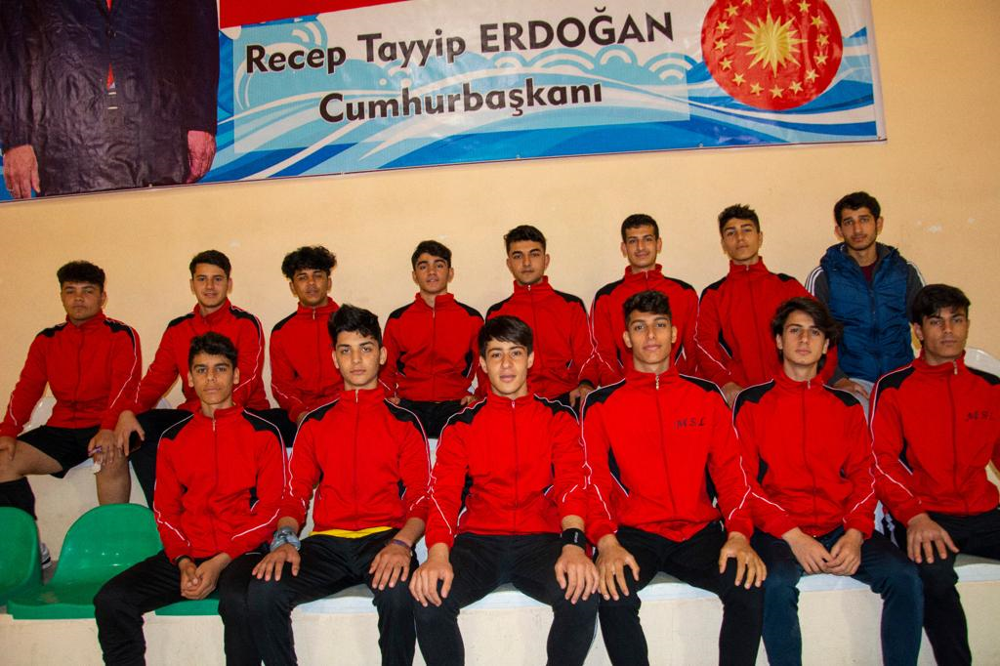 Recep Tayyip ERDOĞAN
Cumhurbaşkanı
M S L
M S L